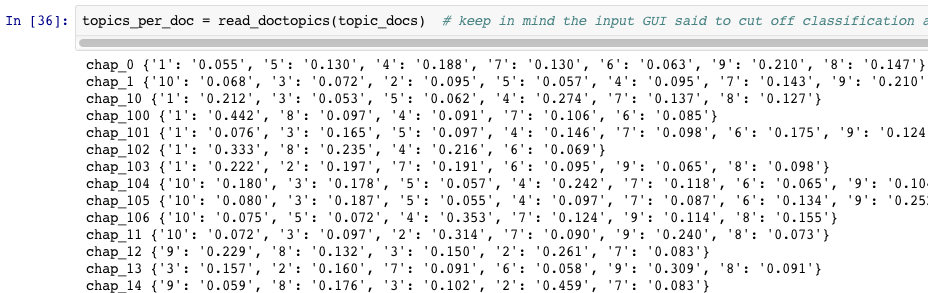 In [36]: topics_per_doc = read_doctopics(topic_docs)  # keep in mind the input GUI said to cut off classification
chap_0 {'1': '0.055', '5': '0.130', '4': '0.188', '7': '0.130', '6': '0.063', '9': '0.210', '8': '0.147'}
chap_1 {'10': '0.068', '3': '0.072', '2': '0.095', '5': '0.057', '4': '0.095', '7': '0.143', '9': '0.210'
chap_10 {'1': '0.212', '3': '0.053', '5': '0.062', '4': '0.274', '7': '0.137', '8': '0.127'}
chap_100 {'1': '0.442', '8': '0.097', '4': '0.091', '7': '0.106', '6': '0.085'}
chap_101 {'1': '0.076', '3': '0.165', '5': '0.097', '4': '0.146', '7': '0.098', '6': '0.175', '9': '0.124
chap_102 {'1': '0.333', '8': '0.235', '4': '0.216', '6': '0.069'}
chap_103 {'1': '0.222', '2': '0.197', '7': '0.191', '6': '0.095', '9': '0.065', '8': '0.098'}
chap_104 {'10': '0.180', '3': '0.178', '5': '0.057', '4': '0.242', '7': '0.118', '6': '0.065', '9': '0.10
chap_105 {'10': '0.080', '3': '0.187', '5': '0.055', '4': '0.097', '7': '0.087', '6': '0.134', '9': '0.25
chap_106 {'10': '0.075', '5': '0.072', '4': '0.353', '7': '0.124', '9': '0.114', '8': '0.155'}
chap_11 {'10': '0.072', '3': '0.097', '2': '0.314', '7': '0.090', '9': '0.240', '8': '0.073'}
chap_12 {'9': '0.229', '8': '0.132', '3': '0.150', '2': '0.261', '7': '0.083'}
chap_13 {'3': '0.157', '2': '0.160', '7': '0.091', '6': '0.058', '9': '0.309', '8': '0.091'}
chap_14 {'9': '0.059', '8': '0.176', '3': '0.102', '2': '0.459', '7': '0.083'}